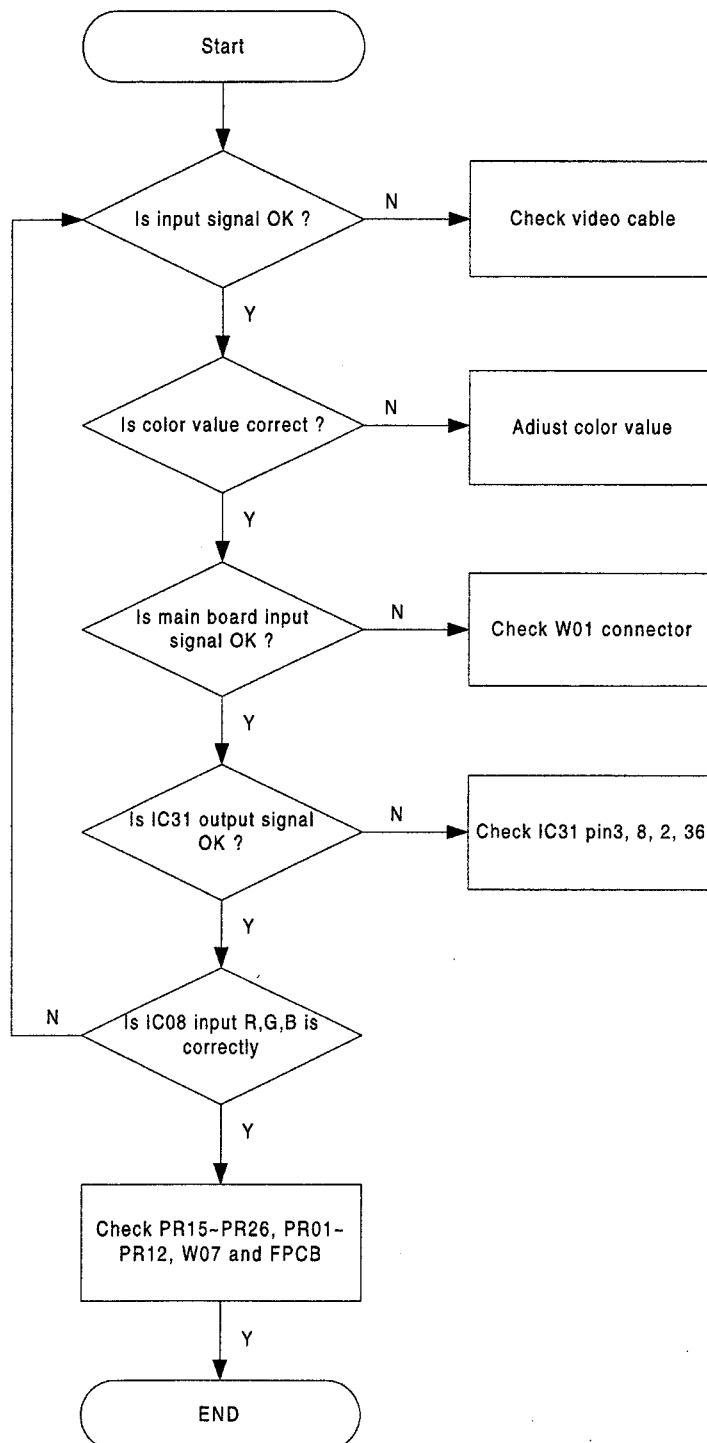 Start
Is input signal OK ?
N
Check video cable
Y
Is color value correct ?
N
Adiust color value
Y
Is main board input
signal OK ?
N
Check W01 connector
Y
Is IC31 output signal
OK ?
N
Check IC31 pin3, 8, 2, 36
Y
N
Is IC08 input R,G,B is
correctly
Y
Check PR15~PR26, PR01~
PR12, W07 and FPCB
Y
END